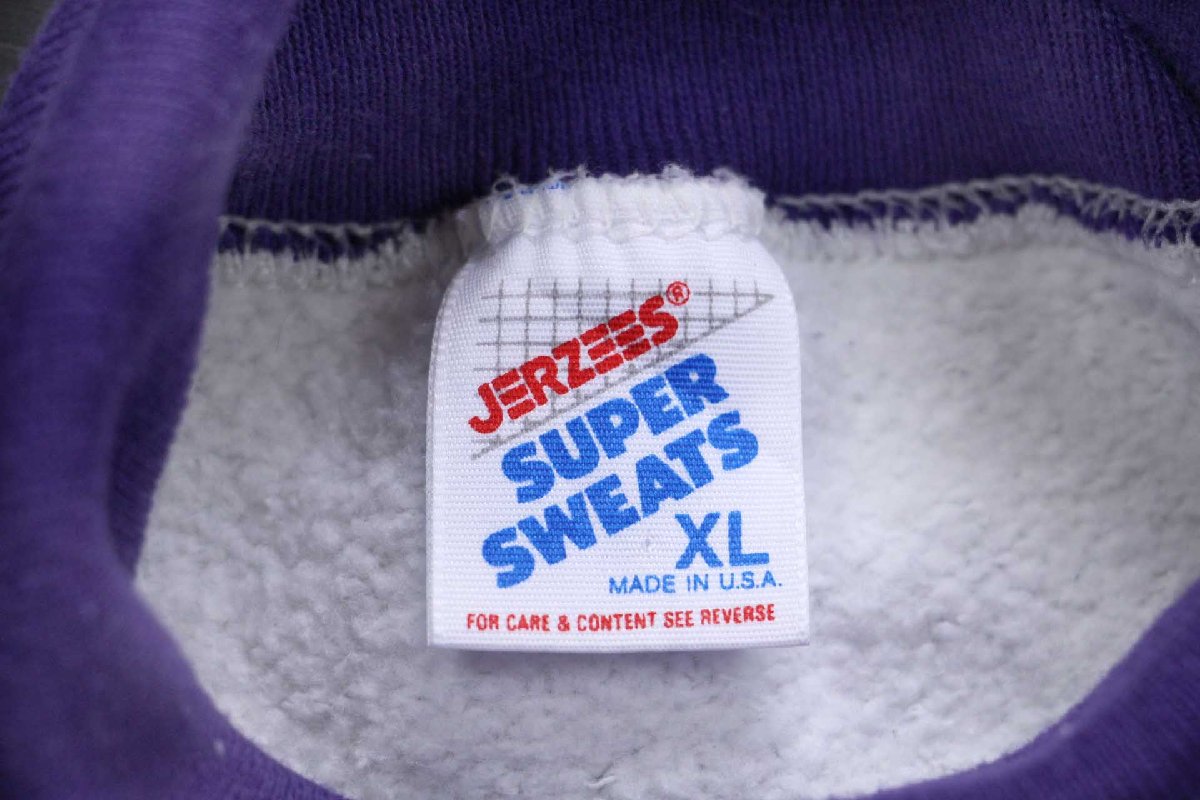 JERZEES®
SUPER
SWEATS
XL
MADE IN U.S.A.
FOR CARE & CONTENT SEE REVERSE